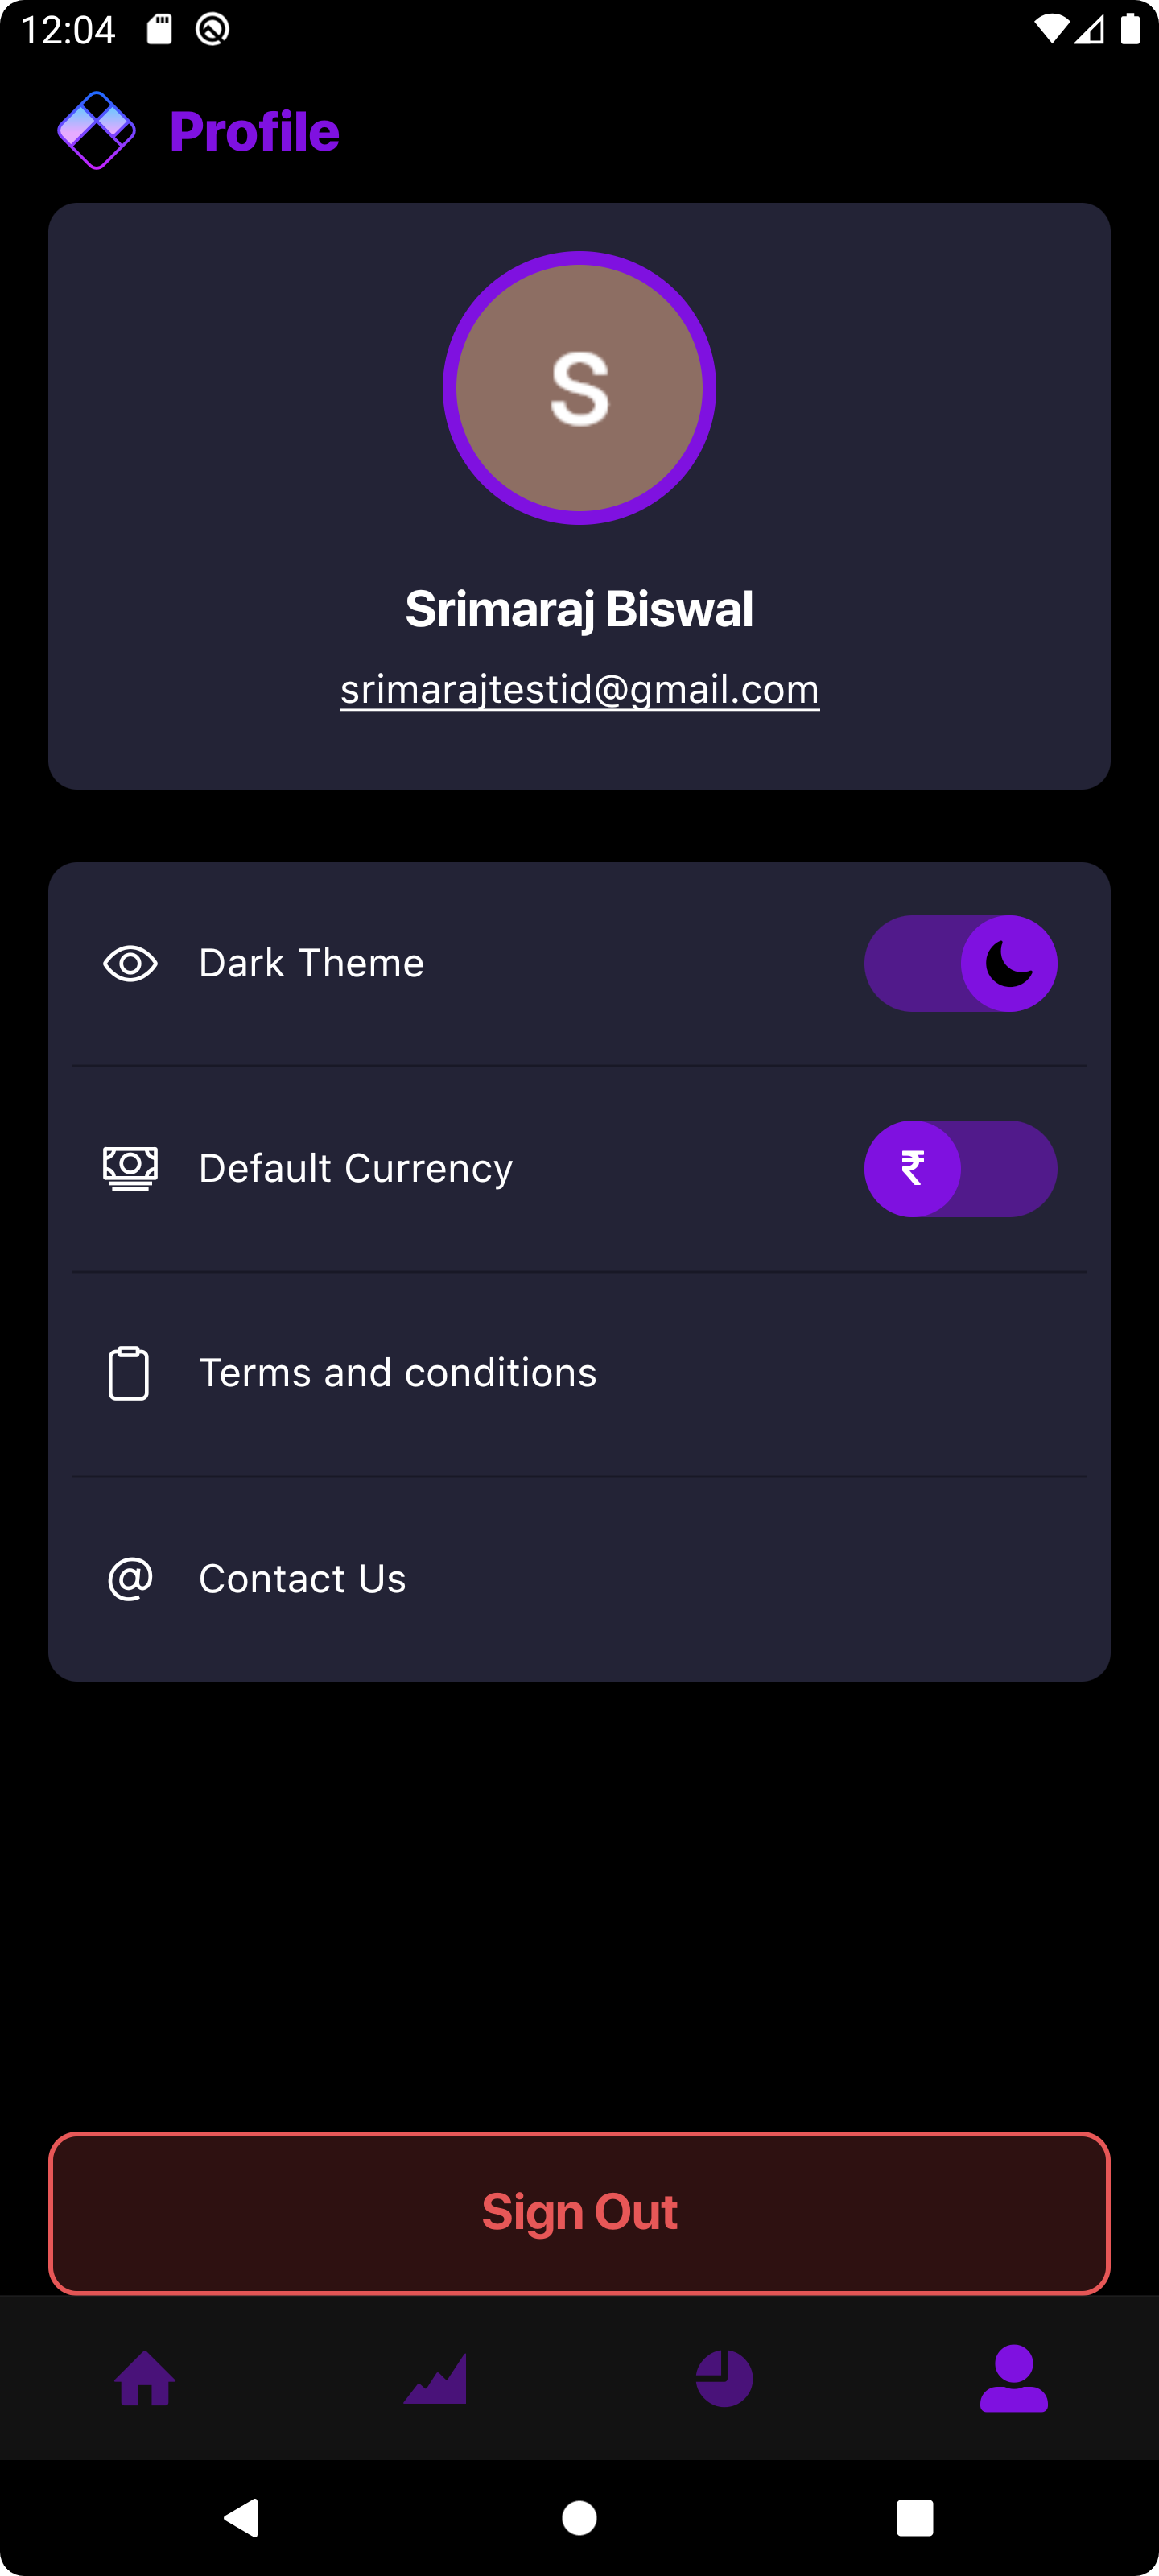 12:04
Profile
S
Srimaraj Biswal
srimarajtestid@gmail.com
Dark Theme
Default Currency
₹
Terms and conditions
@ Contact Us
Sign Out